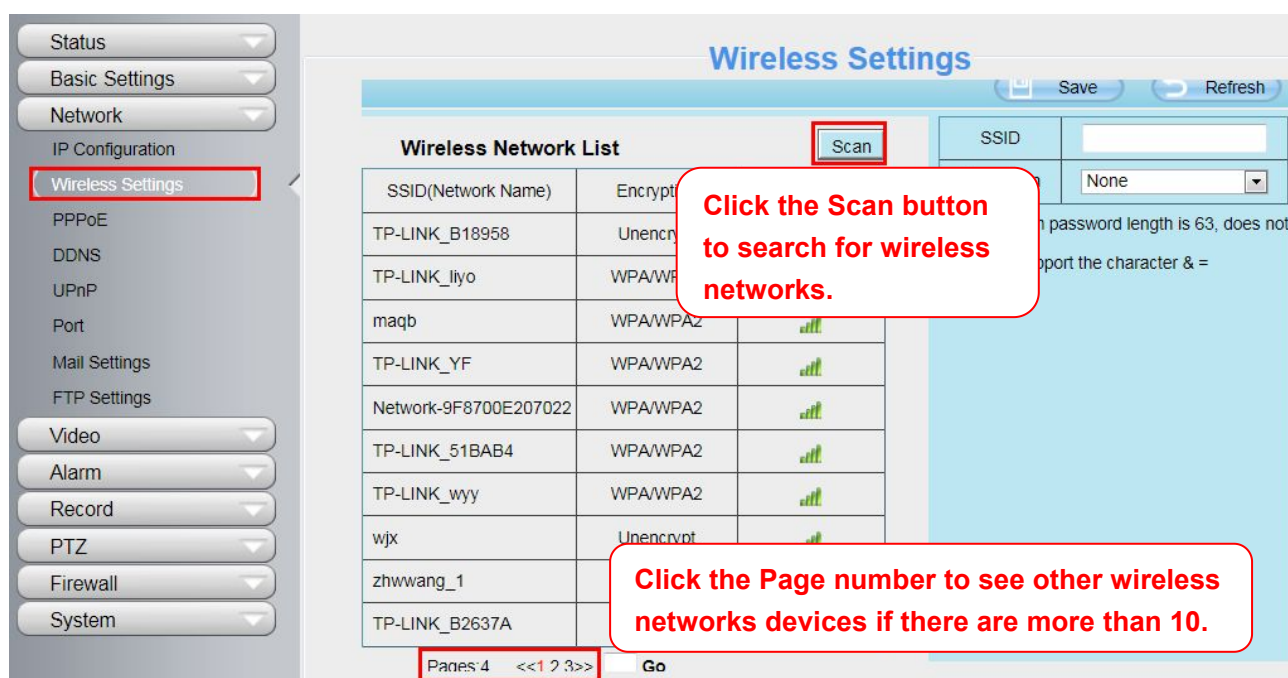 Status
Basic Settings
Network
IP Configuration
Wireless Settings
PPPoE
DDNS
UPnP
Port
Mail Settings
FTP Settings
Video
Alarm
Record
PTZ
Firewall
System
Wireless Settings
Save Refresh
Wireless Network List Scan
SSID(Network Name)
TP-LINK_B18958
TP-LINK_liyo
maqb WPA/WPA2
TP-LINK_YF WPA/WPA2
Network-9F8700E207022 WPA/WPA2
TP-LINK_51BAB4 WPA/WPA2
TP-LINK_wyy WPA/WPA2
wjx Unencrypt
zhwwang_1
TP-LINK_B2637A
Pages:4 <<1 2 3>> Go
SSID
None
password length is 63, does not
the character & =
Click the Scan button
to search for wireless
networks.
Click the Page number to see other wireless
networks devices if there are more than 10.